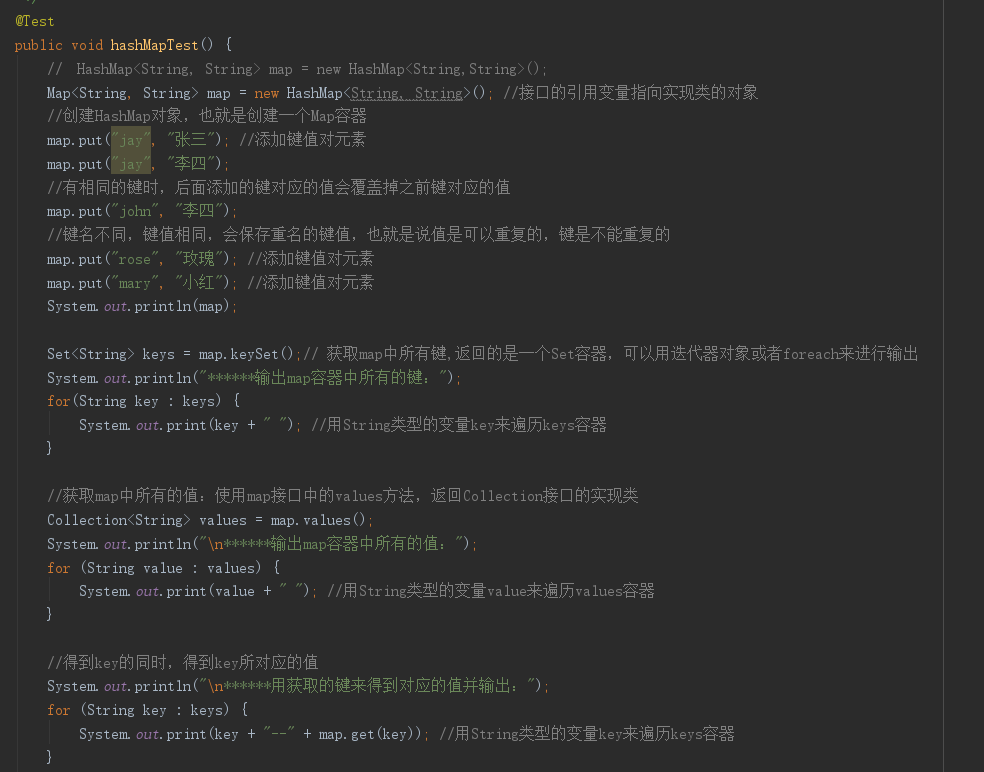 @Test
public void hashMapTest() {
//  HashMap<String, String> map = new HashMap<String,String>();
Map<String, String> map = new HashMap<String, String>(); //接口的引用变量指向实现类的对象
//创建HashMap对象，也就是创建一个Map容器
map.put("jay", "张三"); //添加键值对元素
map.put("jay", "李四");
//有相同的键时，后面添加的键对应的值会覆盖掉之前键对应的值
map.put("john", "李四");
//键名不同，键值相同，会保存重名的键值，也就是说值是可以重复的，键是不能重复的
map.put("rose", "玫瑰"); //添加键值对元素
map.put("mary", "小红"); //添加键值对元素
System.out.println(map);
Set<String> keys = map.keySet();// 获取map中所有键,返回的是一个Set容器，可以用迭代器对象或者foreach来进行输出
System.out.println("******输出map容器中所有的键：");
for(String key : keys) {
System.out.print(key + " "); //用String类型的变量key来遍历keys容器
}
//获取map中所有的值：使用map接口中的values方法，返回Collection接口的实现类
Collection<String> values = map.values();
System.out.println("\n******输出map容器中所有的值：");
for (String value : values) {
System.out.print(value + " "); //用String类型的变量value来遍历values容器
}
//得到key的同时，得到key所对应的值
System.out.println("\n******用获取的键来得到对应的值并输出：");
for (String key : keys) {
System.out.print(key + "--" + map.get(key)); //用String类型的变量key来遍历keys容器
}